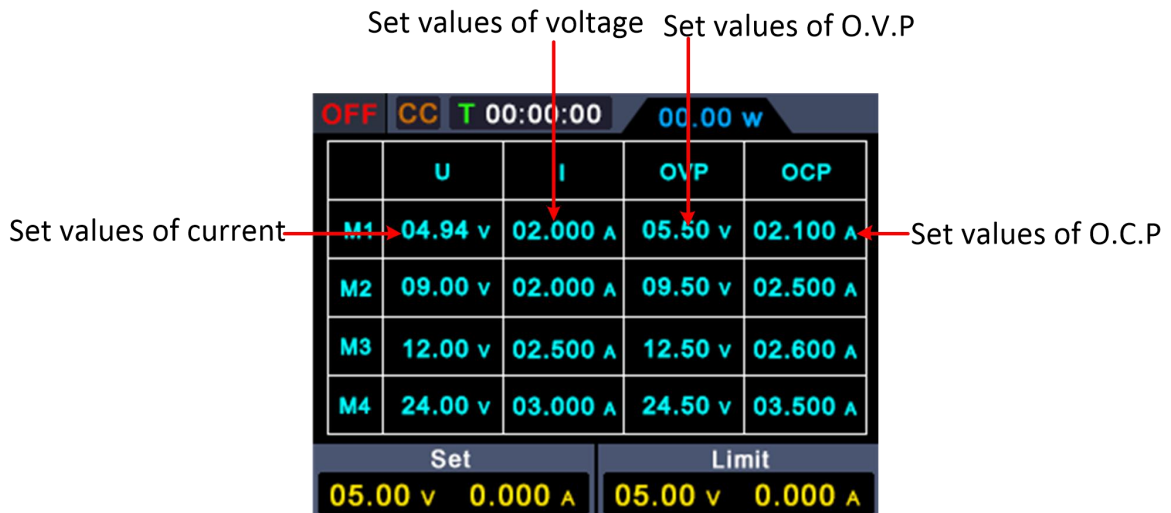 Set values of voltage Set values of O.V.P
OFF CC T 00:00:00 00.00 W
U I OVP OCP
Set values of current M1 04.94 V 02.000 A 05.50 V 02.100 A Set values of O.C.P
M2 09.00 V 02.000 A 09.50 V 02.500 A
M3 12.00 V 02.500 A 12.50 V 02.600 A
M4 24.00 V 03.000 A 24.50 V 03.500 A
Set Limit
05.00 V 0.000 A 05.00 V 0.000 A